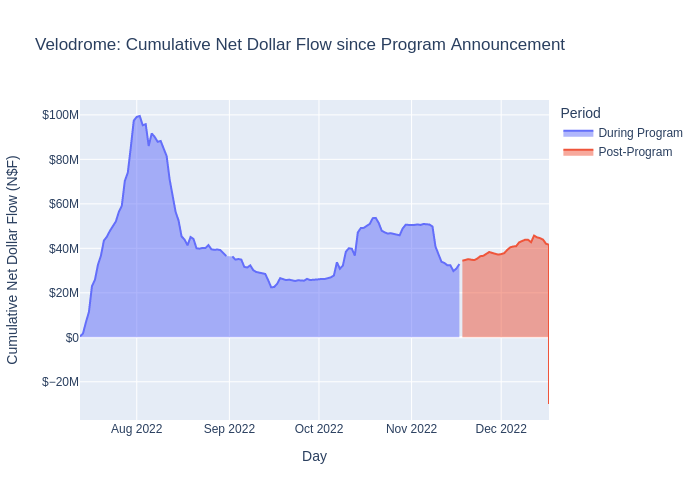 Velodrome: Cumulative Net Dollar Flow since Program Announcement
Cumulative Net Dollar Flow (N$F)
$100M
$80M
$60M
$40M
$20M
$0
$−20M
Aug 2022
Sep 2022
Oct 2022
Nov 2022
Dec 2022
Day
Period
During Program
Post-Program